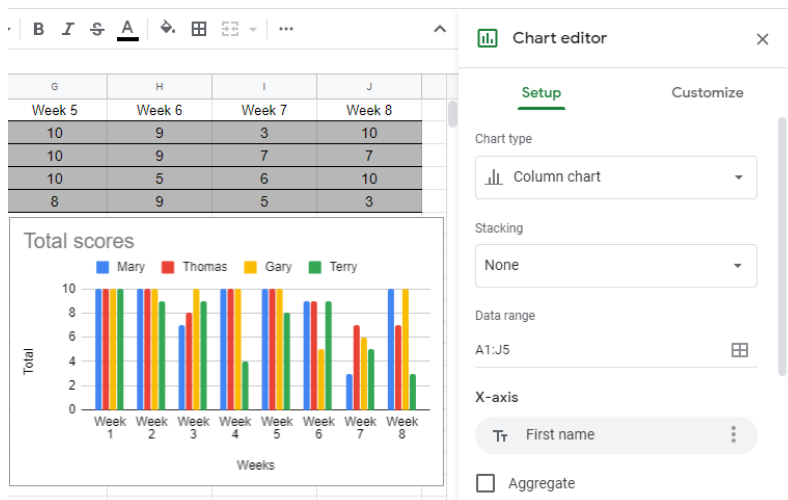 B I S A
Chart editor
Setup Customize
G H I J
Week 5 Week 6 Week 7 Week 8
10 9 3 10
10 9 7 7
10 5 6 10
8 9 5 3
Total scores
Mary Thomas Gary Terry
10
8
6
4
2
0
Total
Week 1 Week 2 Week 3 Week 4 Week 5 Week 6 Week 7 Week 8
Weeks
Chart type
Column chart
Stacking
None
Data range
A1:J5
X-axis
Tт First name
Aggregate